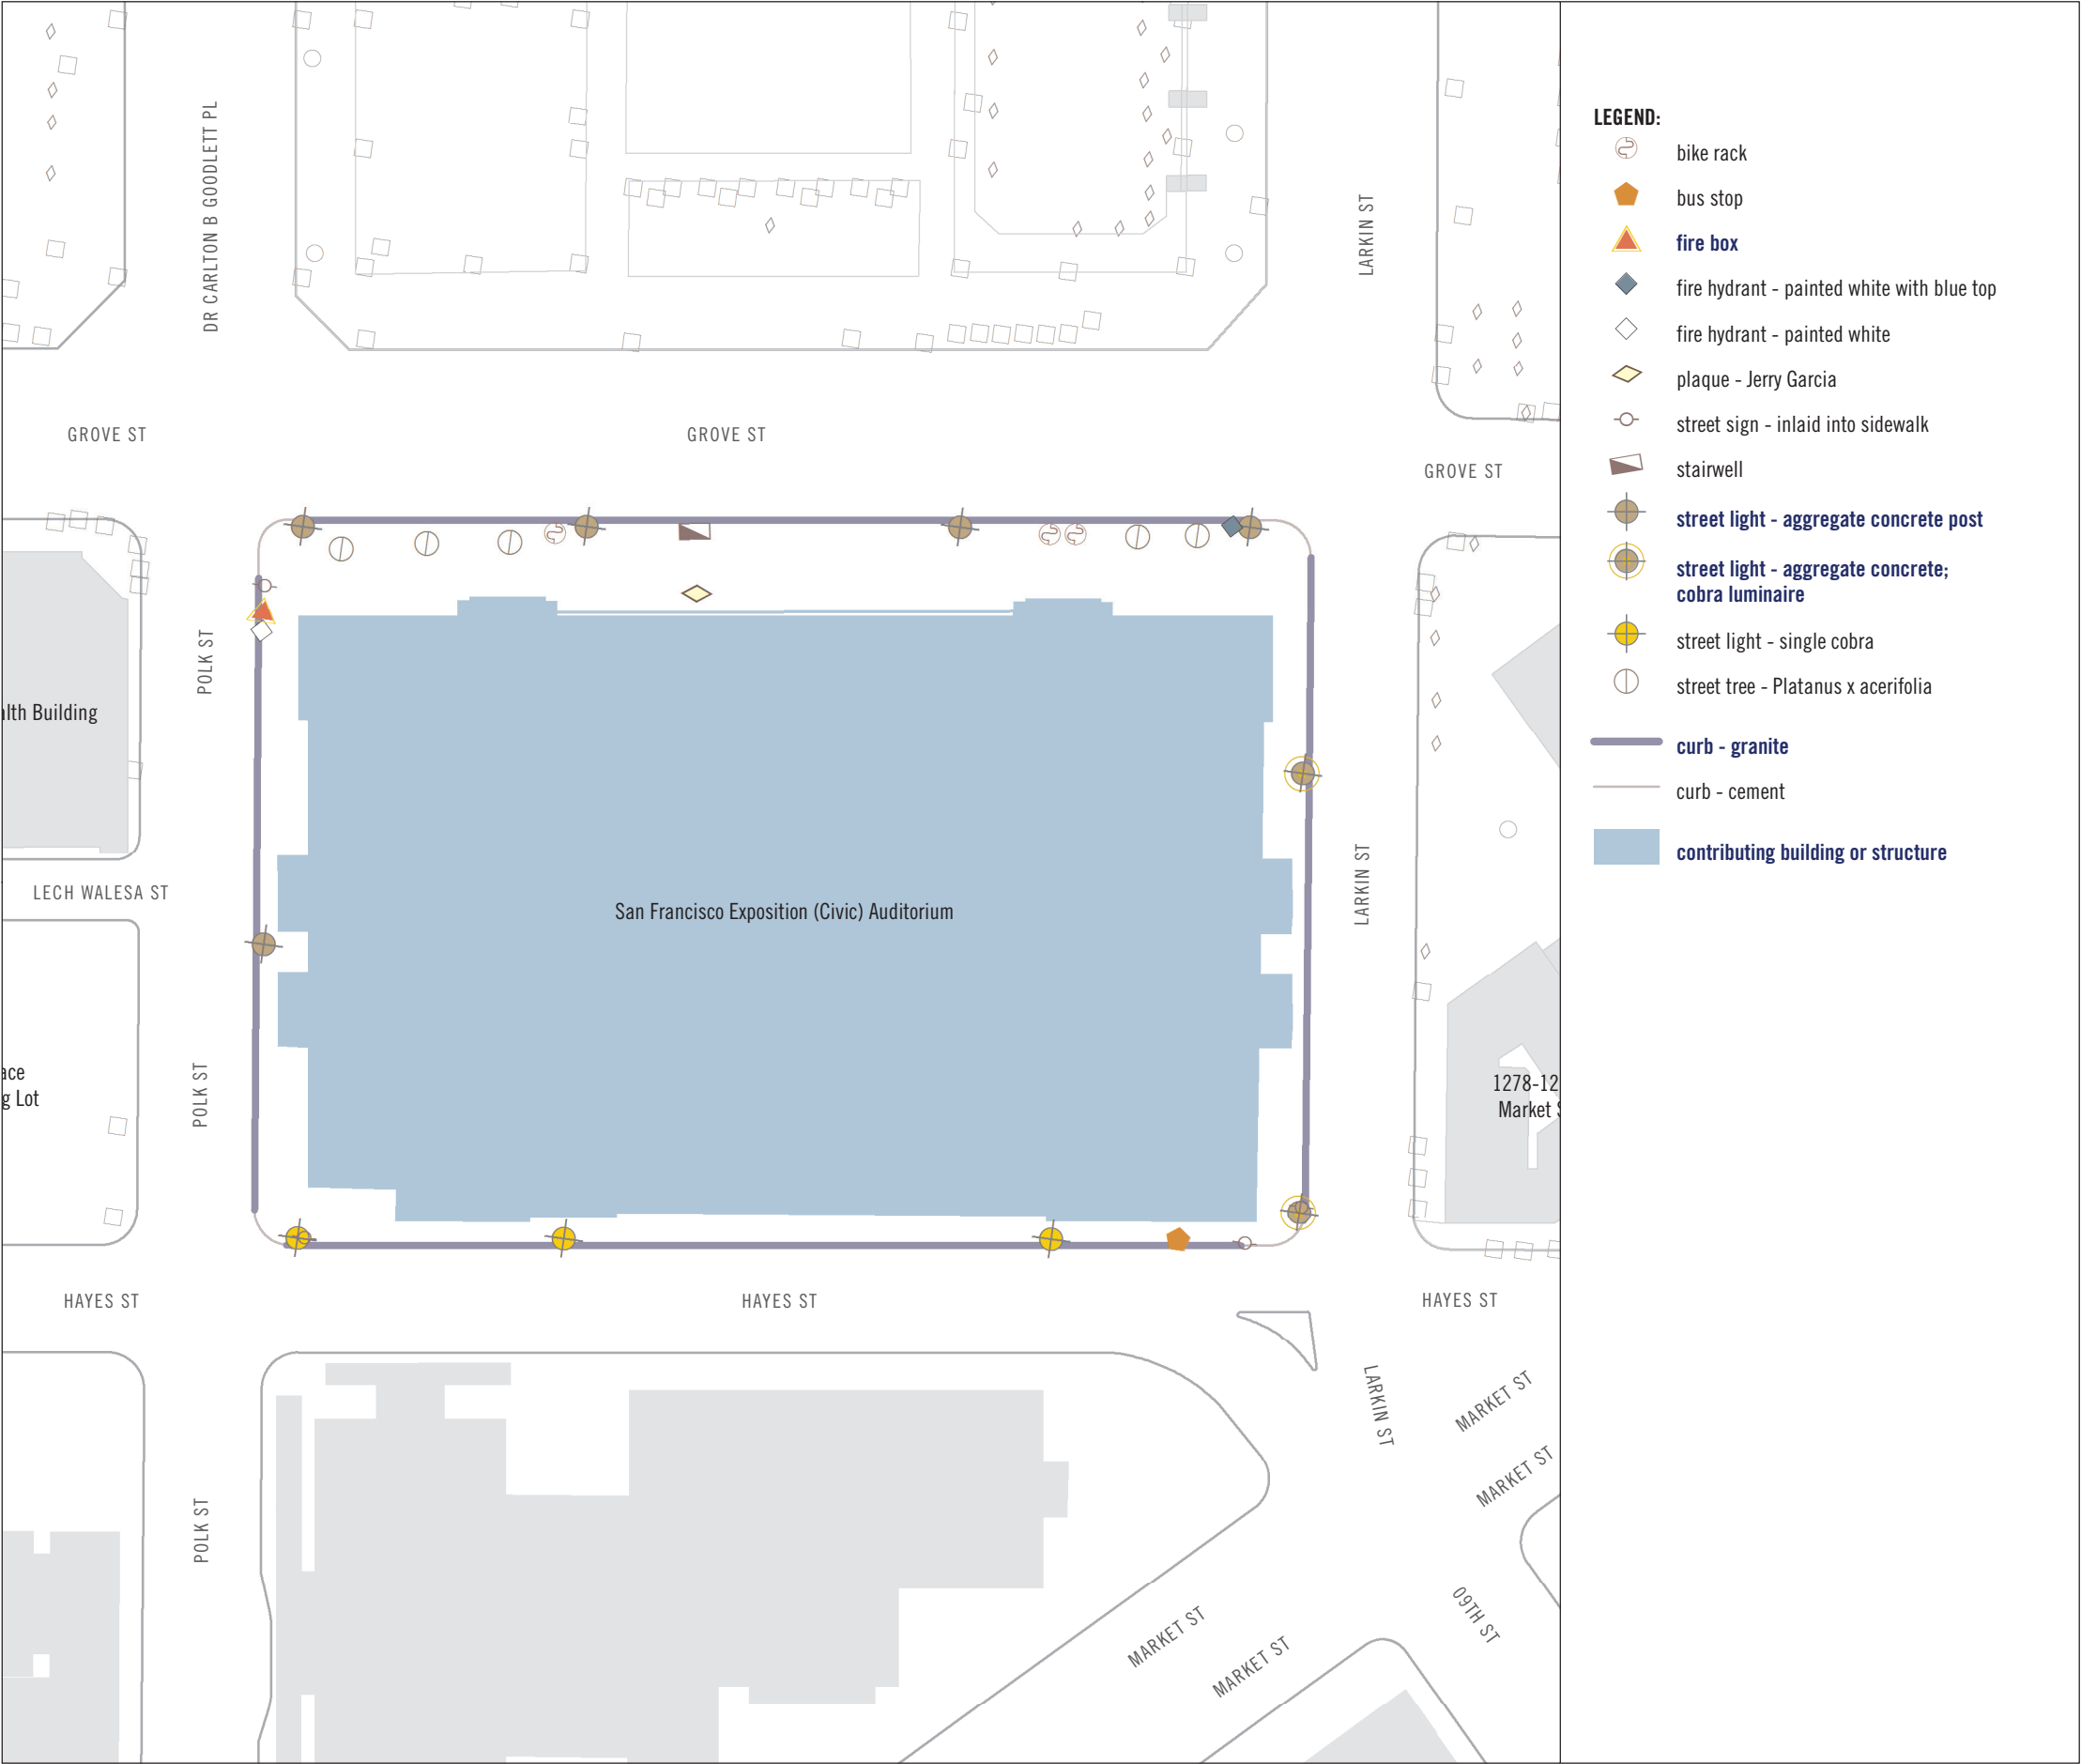 DR CARLTON B GOODLETT PL
LARKIN ST
GROVE ST
GROVE ST
GROVE ST
POLK ST
lth Building
LECH WALESA ST
San Francisco Exposition (Civic) Auditorium
LARKIN ST
ace
g Lot
POLK ST
1278-12
Market S
HAYES ST
HAYES ST
HAYES ST
LARKIN ST
MARKET ST
MARKET ST
POLK ST
09TH ST
MARKET ST
MARKET ST
LEGEND:
bike rack
bus stop
fire box
fire hydrant - painted white with blue top
fire hydrant - painted white
plaque - Jerry Garcia
street sign - inlaid into sidewalk
stairwell
street light - aggregate concrete post
street light - aggregate concrete;
cobra luminaire
street light - single cobra
street tree - Platanus x acerifolia
curb - granite
curb - cement
contributing building or structure